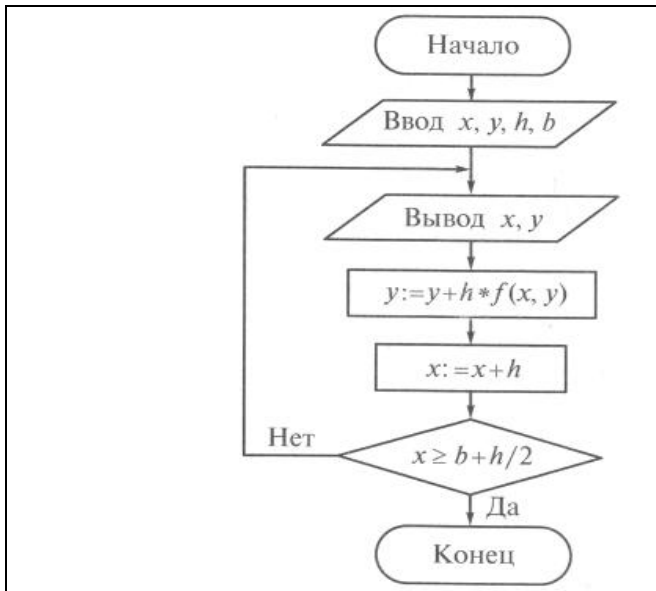 Начало
Ввод x, y, h, b
Вывод x, y
y:=y+h*f(x, y)
x:=x+h
Нет
x ≥ b+h/2
Да
Конец